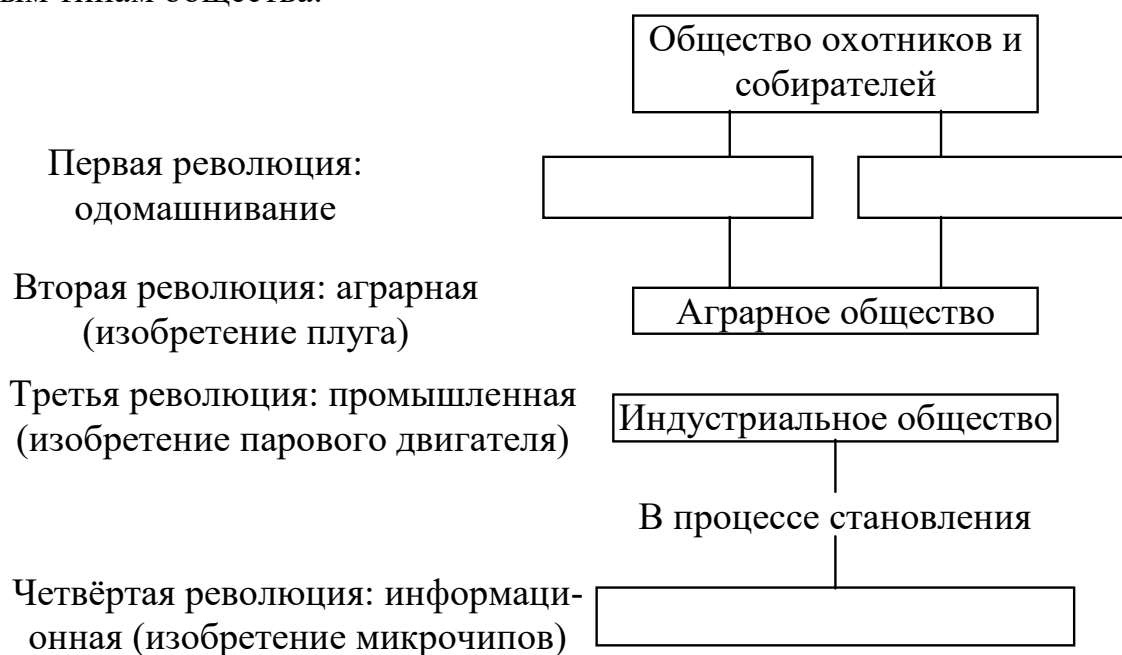 ым типам общества.
Общество охотников и
собирателей
Первая революция:
одомашнивание
Вторая революция: аграрная
(изобретение плуга)
Аграрное общество
Третья революция: промышленная
(изобретение парового двигателя)
Индустриальное общество
В процессе становления
Четвёртая революция: информаци-
онная (изобретение микрочипов)